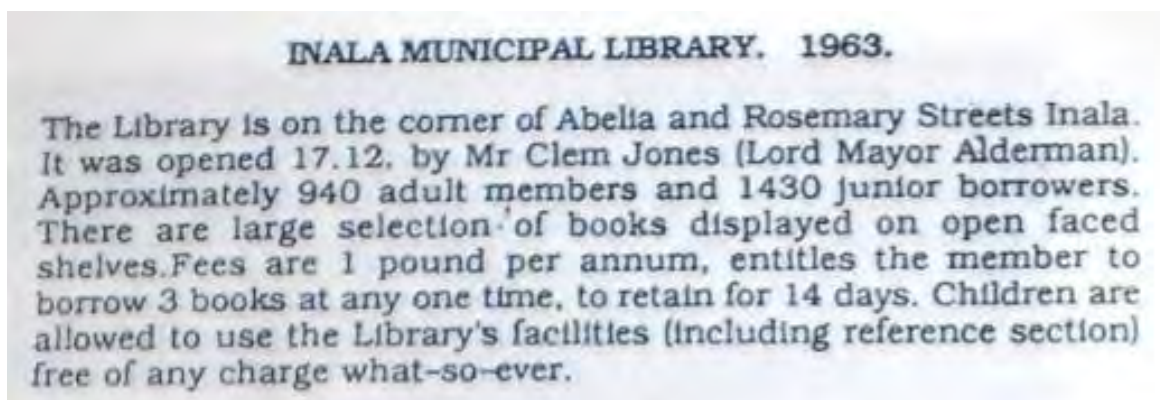 INALA MUNICIPAL LIBRARY. 1963.
The Library is on the corner of Abelia and Rosemary Streets Inala.
It was opened 17.12. by Mr Clem Jones (Lord Mayor Alderman).
Approximately 940 adult members and 1430 junior borrowers.
There are large selection of books displayed on open faced
shelves.Fees are 1 pound per annum, entitles the member to
borrow 3 books at any one time, to retain for 14 days. Children are
allowed to use the Library's facilities (including reference section)
free of any charge what-so-ever.